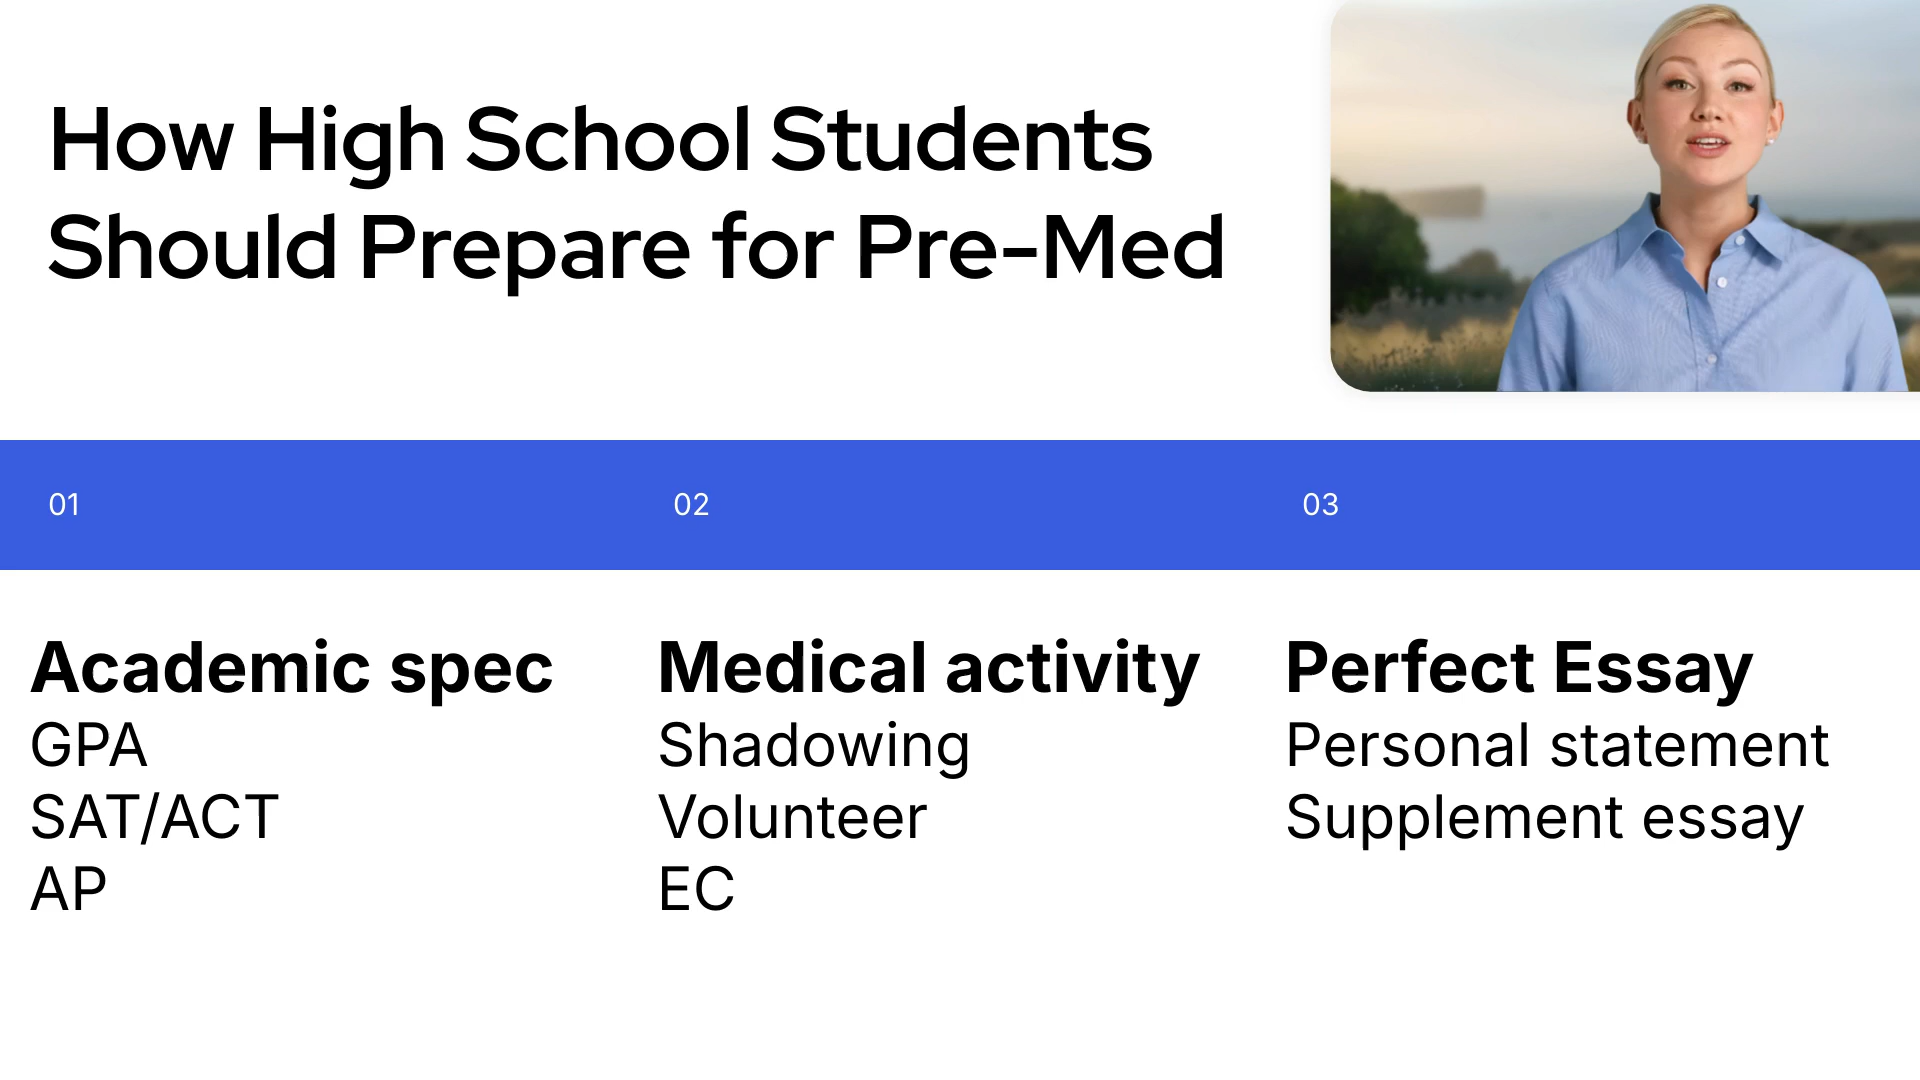 How High School Students
Should Prepare for Pre-Med
01
02
03
Academic spec
GPA
SAT/ACT
AP
Medical activity
Shadowing
Volunteer
EC
Perfect Essay
Personal statement
Supplement essay